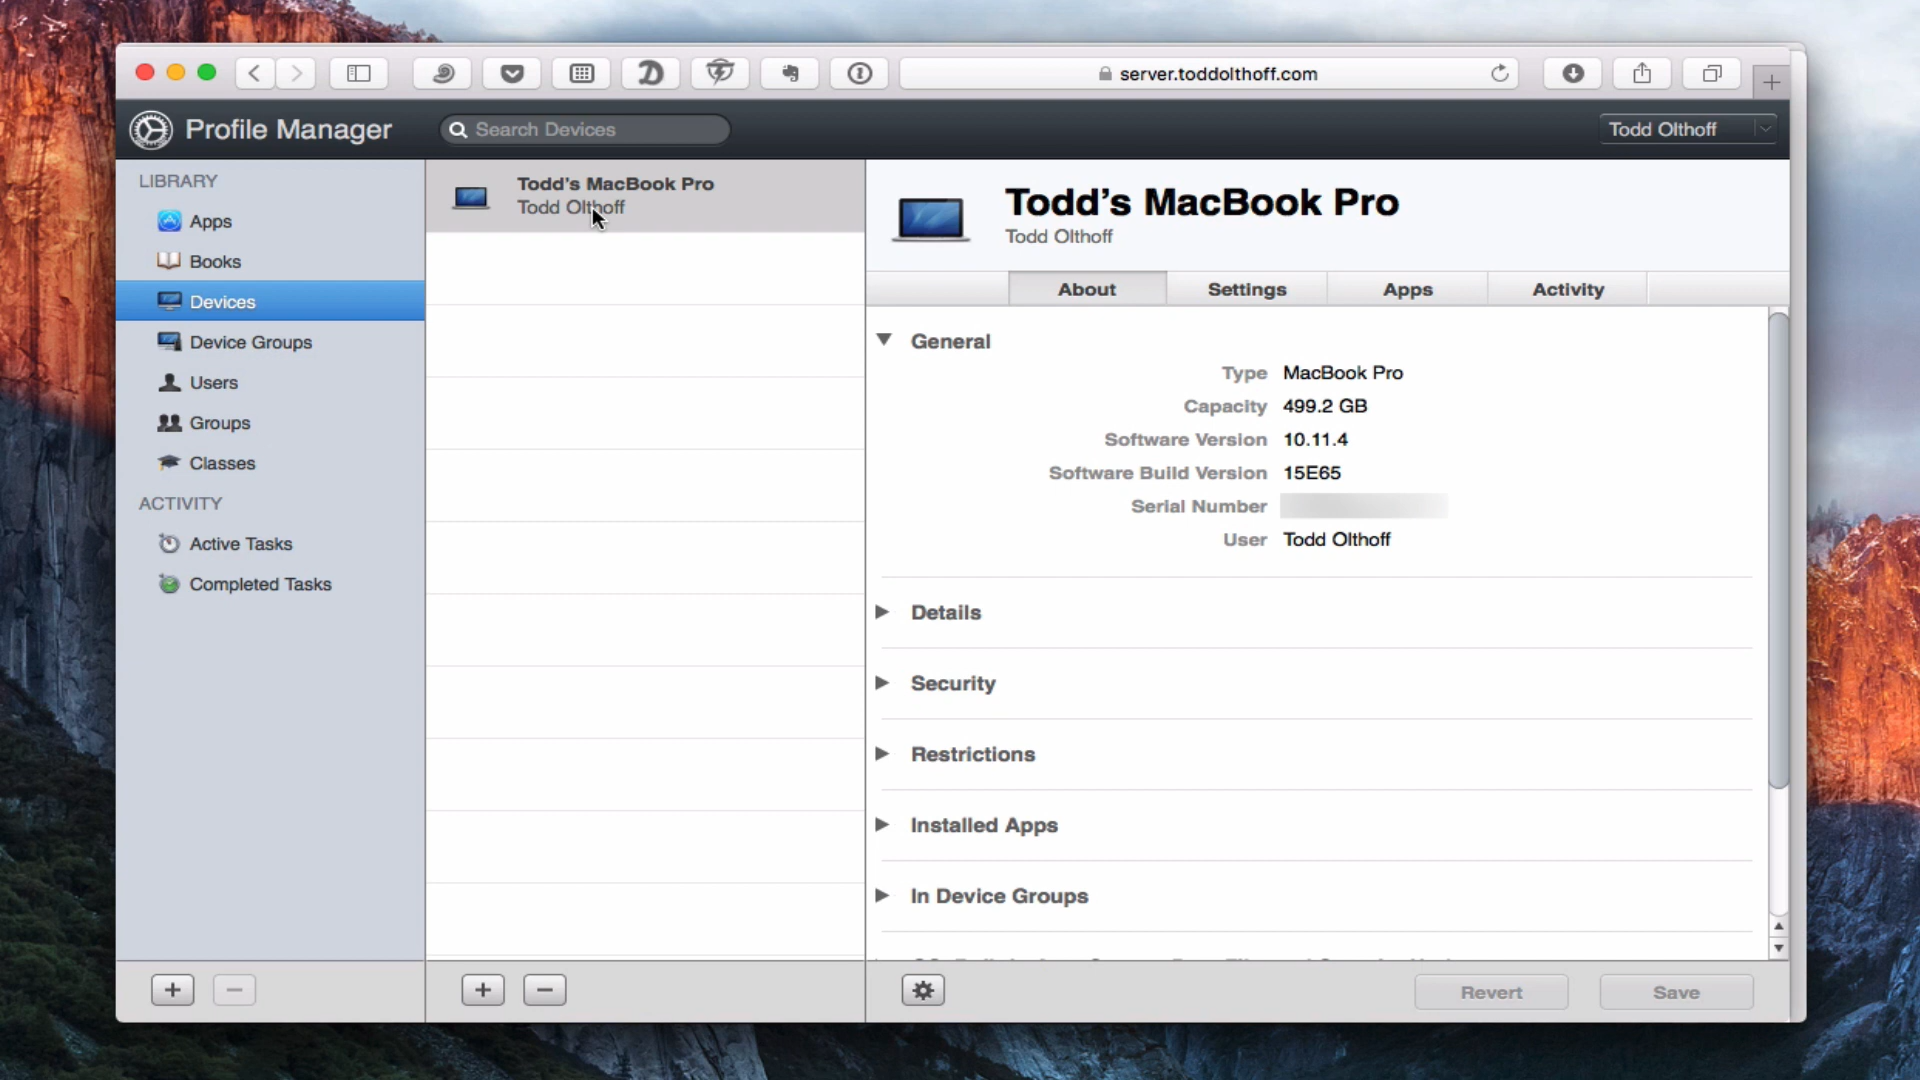 server.toddolthoff.com
Profile Manager
Search Devices
Todd Olthoff
LIBRARY
Apps
Books
Devices
Device Groups
Users
Groups
Classes
ACTIVITY
Active Tasks
Completed Tasks
Todd's MacBook Pro
Todd Olthoff
Todd’s MacBook Pro
Todd Olthoff
About Settings Apps Activity
General
Type MacBook Pro
Capacity 499.2 GB
Software Version 10.11.4
Software Build Version 15E65
Serial Number
User Todd Olthoff
Details
Security
Restrictions
Installed Apps
In Device Groups
Revert Save